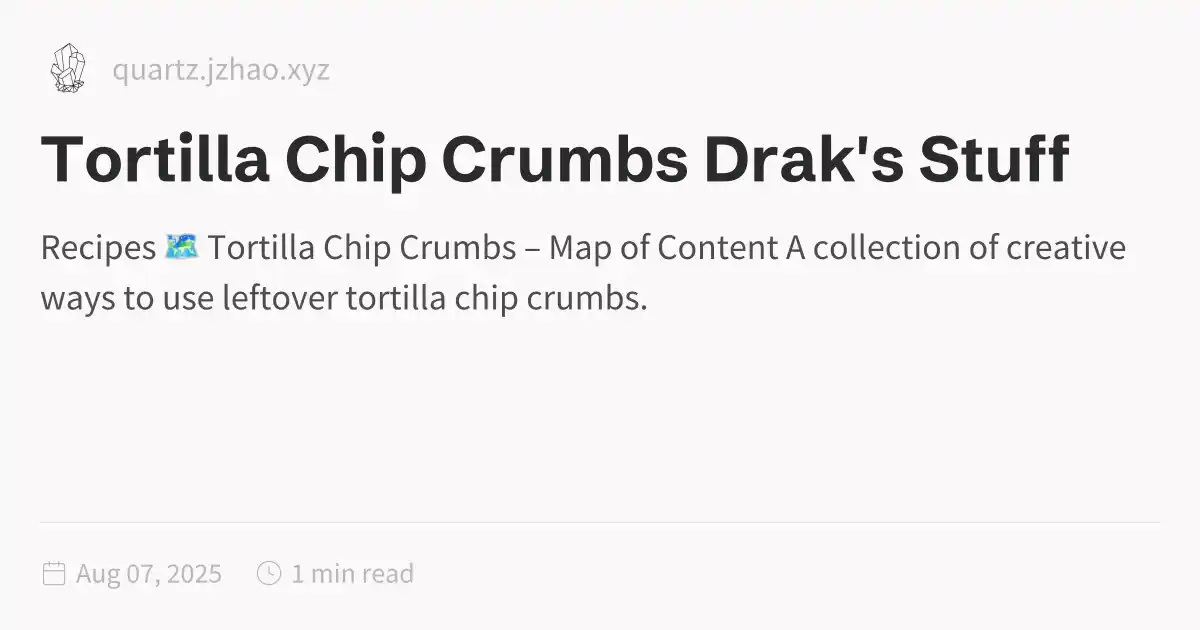 quartz.jzhao.xyz
Tortilla Chip Crumbs Drak's Stuff
Recipes 🗺️ Tortilla Chip Crumbs – Map of Content A collection of creative
ways to use leftover tortilla chip crumbs.
Aug 07, 2025 1 min read